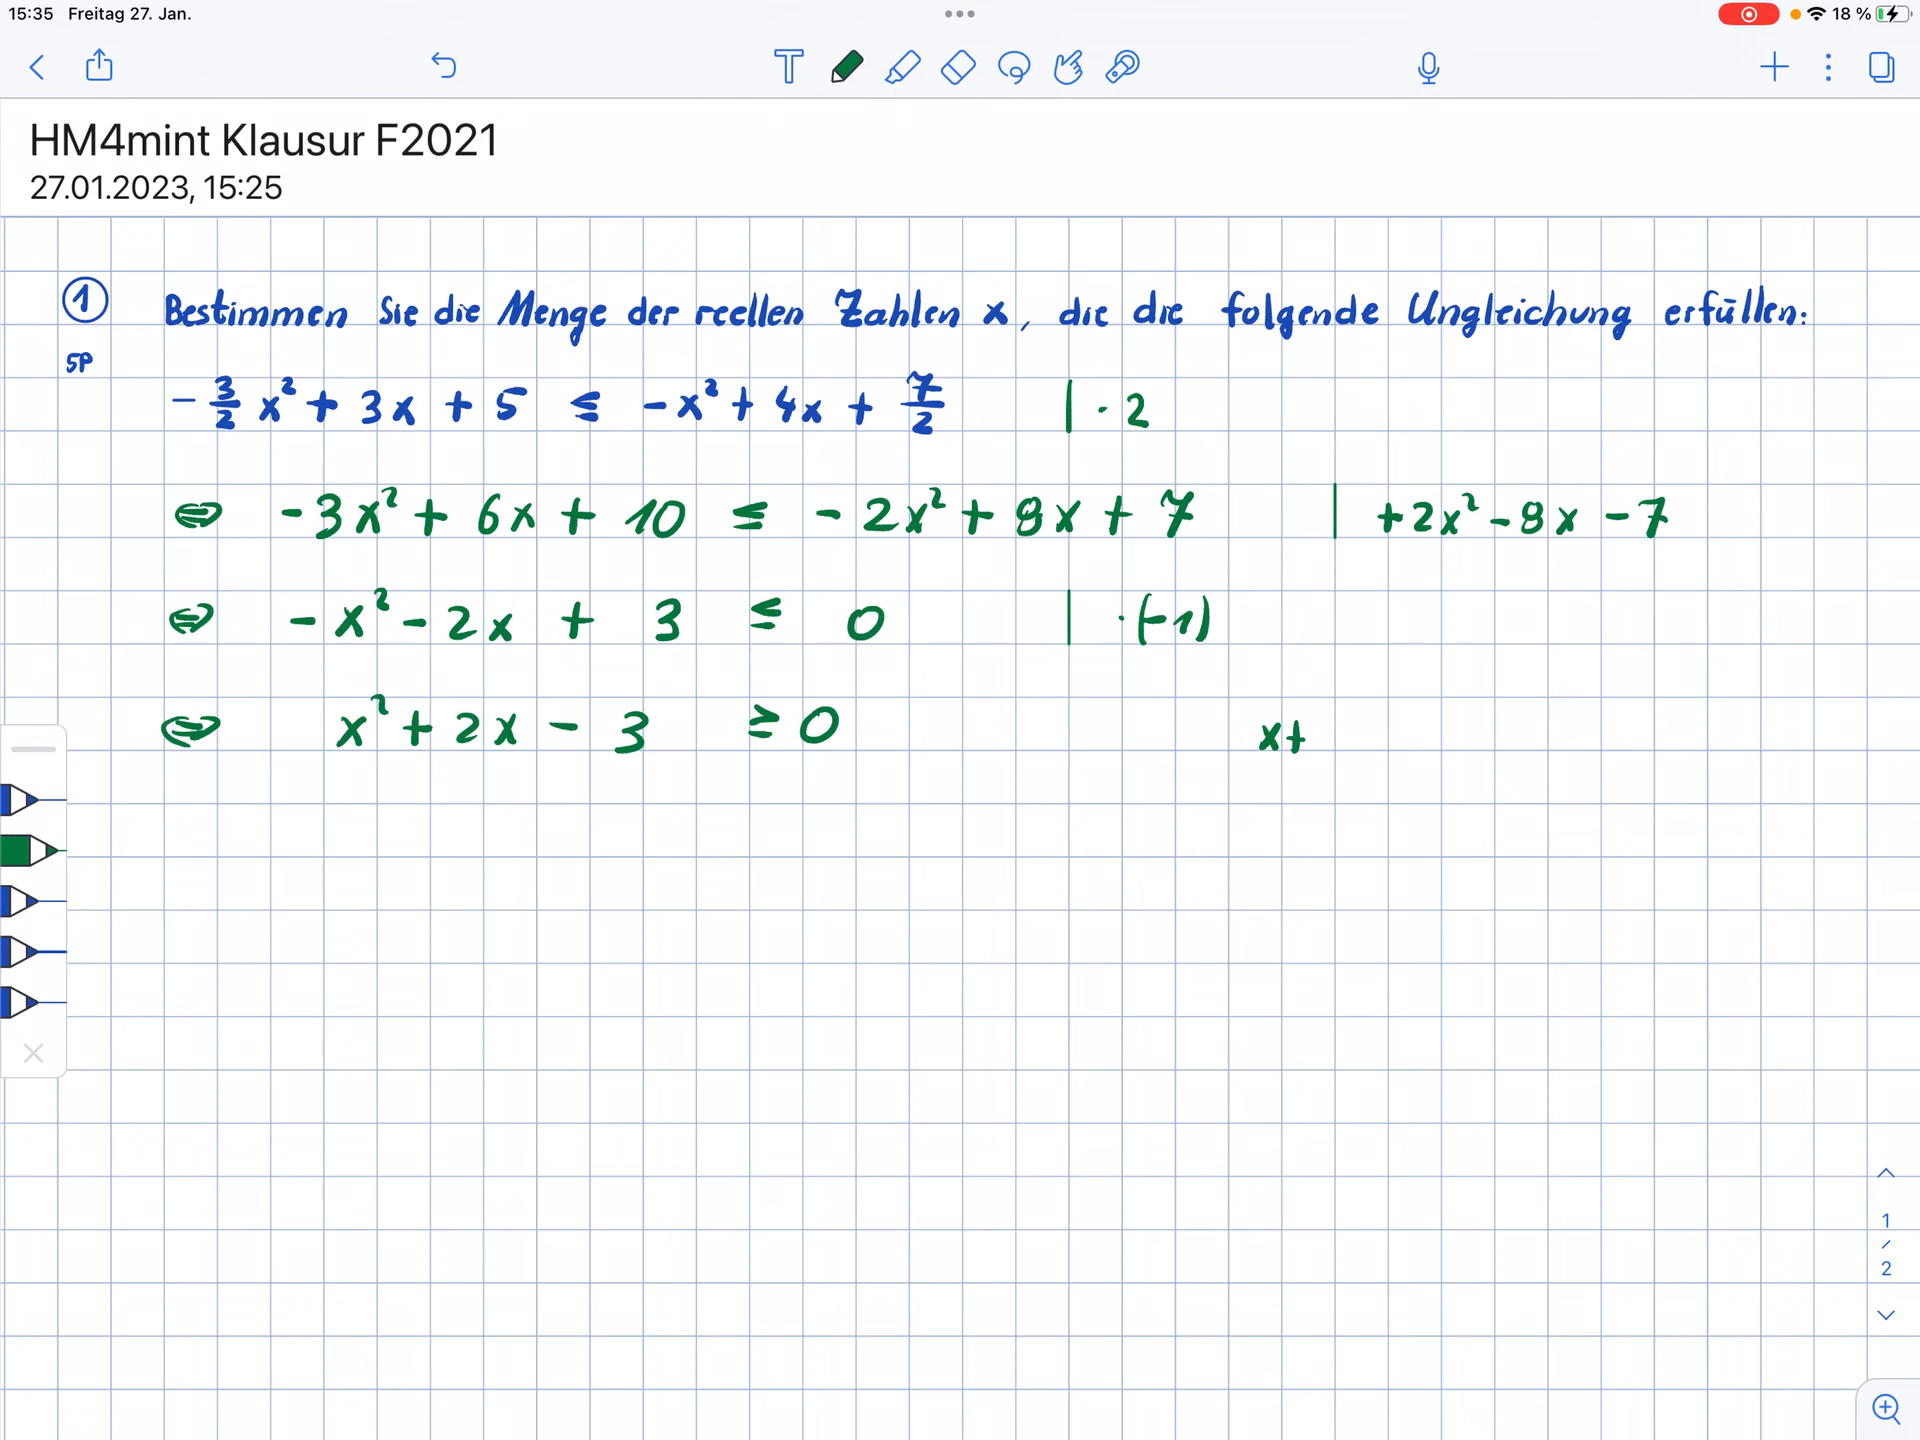 15:35 Freitag 27. Jan. 18 %
HM4mint Klausur F2021
27.01.2023, 15:25
① Bestimmen Sie die Menge der reellen Zahlen x, die die folgende Ungleichung erfüllen:
5P
-3/2 x² + 3x + 5 ≤ -x² + 4x + 7/2 | · 2
⇔ -3x² + 6x + 10 ≤ -2x² + 8x + 7 | +2x² - 8x - 7
⇔ -x² - 2x + 3 ≤ 0 | · (-1)
⇔ x² + 2x - 3 ≥ 0 x+
1
/
2